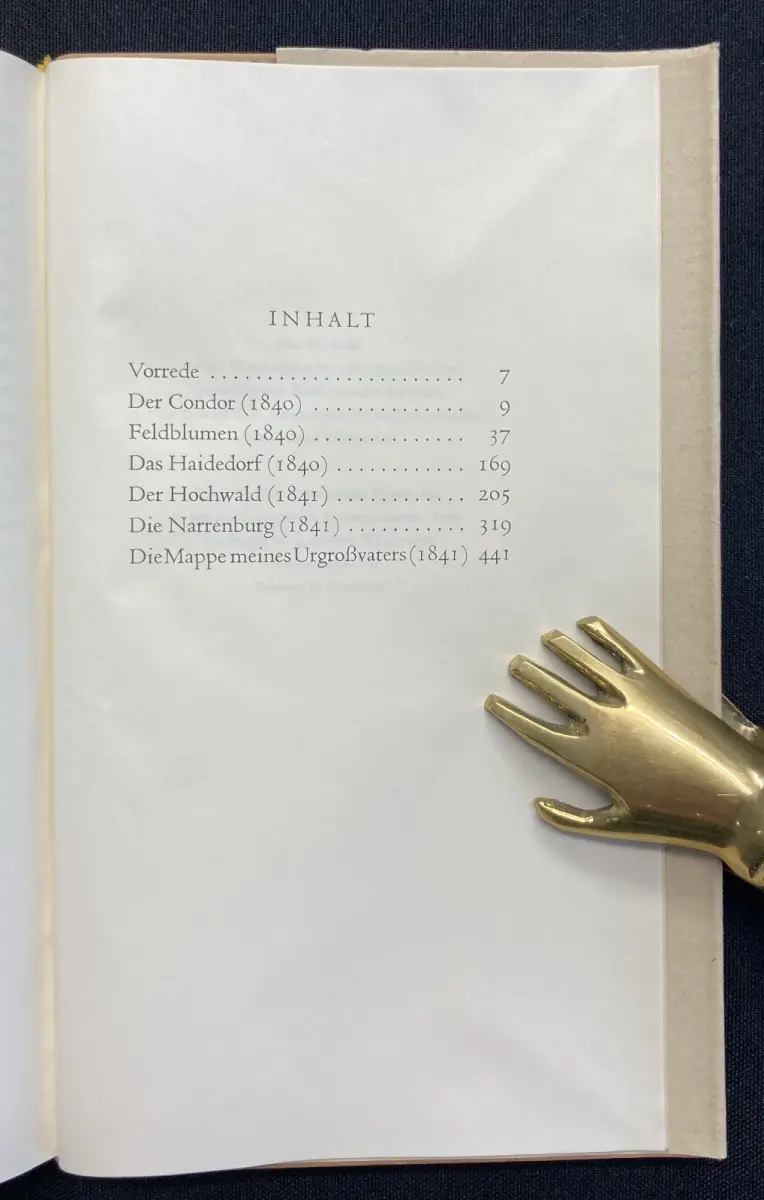 INHALT
Vorrede ....................... 7
Der Condor (1840) .............. 9
Feldblumen (1840) .............. 37
Das Haidedorf (1840) ............ 169
Der Hochwald (1841) ............ 205
Die Narrenburg (1841) ........... 319
Die Mappe meines Urgroßvaters (1841) 441